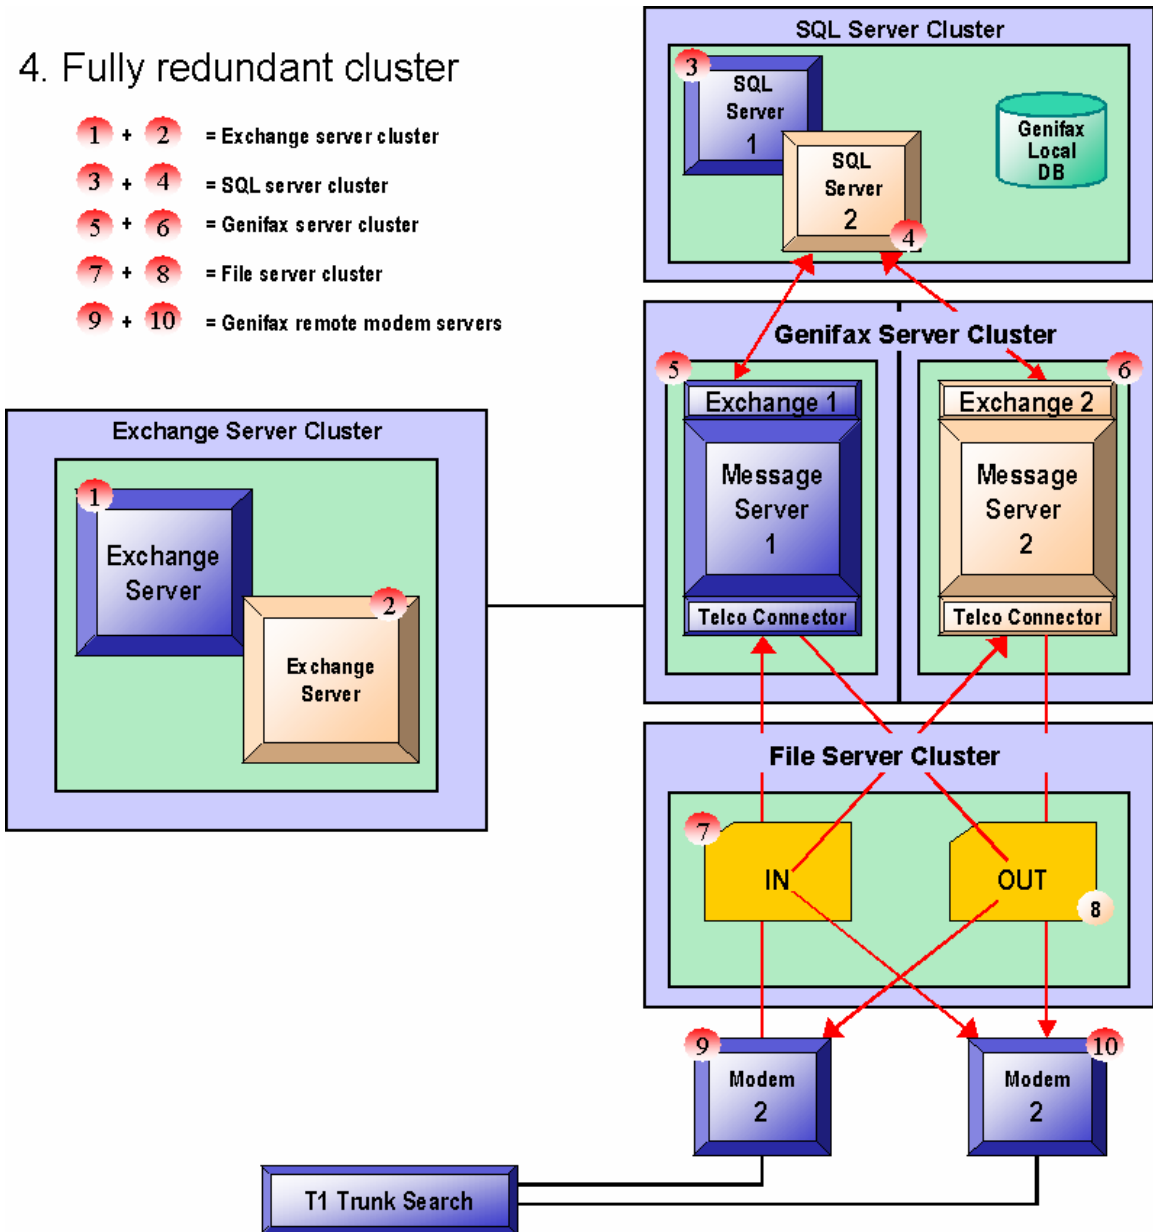 4. Fully redundant cluster
1 + 2 = Exchange server cluster
3 + 4 = SQL server cluster
5 + 6 = Genifax server cluster
7 + 8 = File server cluster
9 + 10 = Genifax remote modem servers
SQL Server Cluster
3
SQL
Server
1
SQL
Server
2
4
Genifax
Local
DB
Genifax Server Cluster
5
Exchange 1
Message
Server
1
Telco Connector
6
Exchange 2
Message
Server
2
Telco Connector
Exchange Server Cluster
1
Exchange
Server
2
Exchange
Server
File Server Cluster
7
IN
OUT
8
9
Modem
2
10
Modem
2
T1 Trunk Search